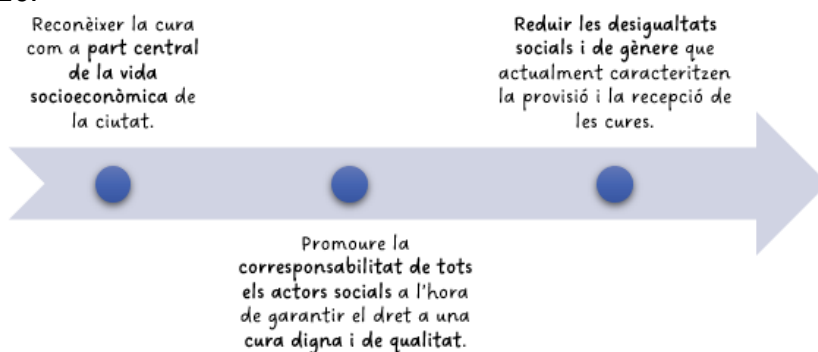 Reconèixer la cura
com a part central
de la vida
socioeconòmica de
la ciutat.
Promoure la
corresponsabilitat de tots
els actors socials a l'hora
de garantir el dret a una
cura digna i de qualitat.
Reduir les desigualtats
socials i de gènere que
actualment caracteritzen
la provisió i la recepció de
les cures.